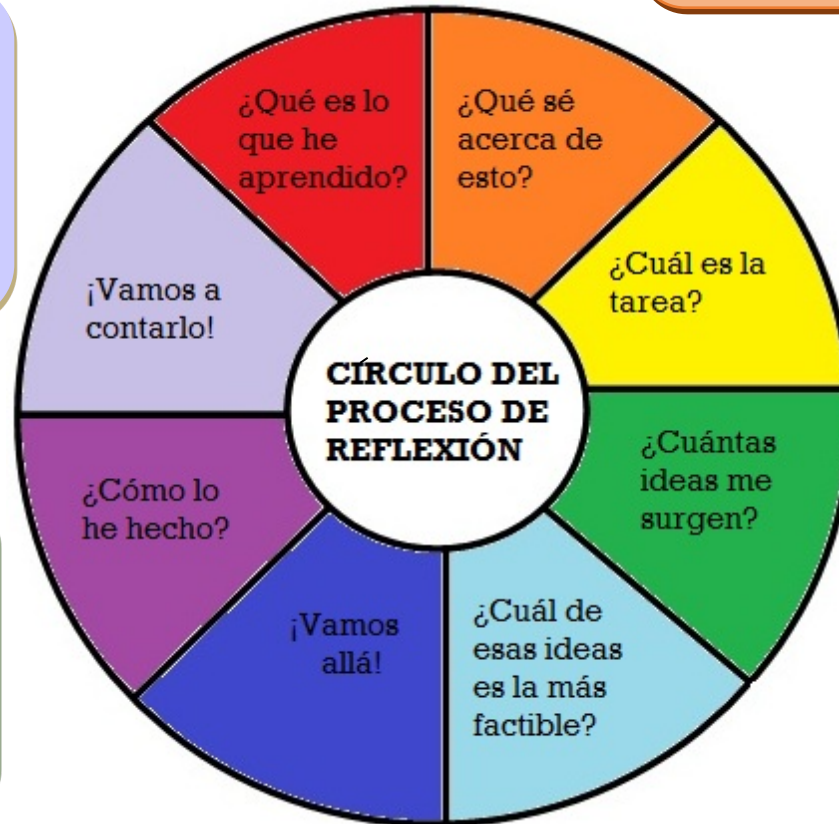 CÍRCULO DEL
PROCESO DE
REFLEXIÓN
¿Qué sé
acerca de
esto?
¿Cuál es la
tarea?
¿Cuántas
ideas me
surgen?
¿Cuál de
esas ideas
es la más
factible?
¡Vamos
allá!
¿Cómo lo
he hecho?
¡Vamos a
contarlo!
¿Qué es lo
que he
aprendido?